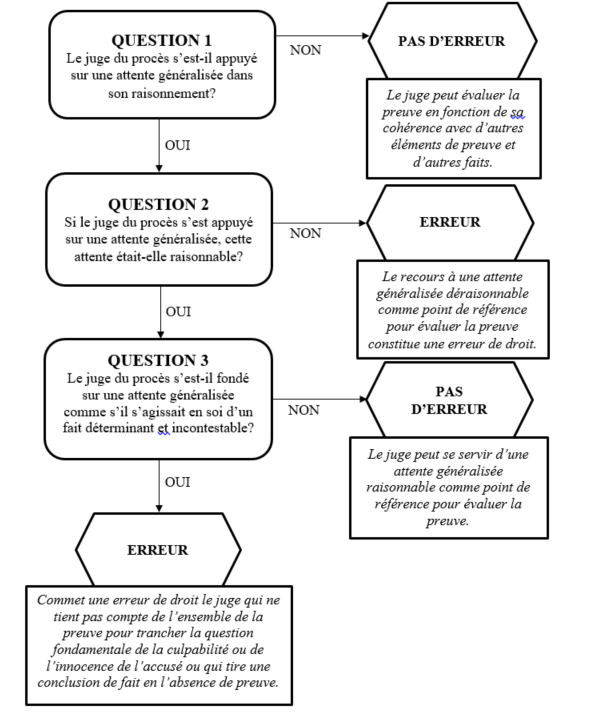 QUESTION 1
Le juge du procès s'est-il appuyé
sur une attente généralisée dans
son raisonnement?
NON
PAS D'ERREUR
Le juge peut évaluer la
preuve en fonction de sa
cohérence avec d'autres
éléments de preuve et
d'autres faits.
OUI
QUESTION 2
Si le juge du procès s'est appuyé
sur une attente généralisée, cette
attente était-elle raisonnable?
NON
ERREUR
Le recours à une attente
généralisée déraisonnable
comme point de référence
pour évaluer la preuve
constitue une erreur de droit.
OUI
QUESTION 3
Le juge du procès s'est-il fondé
sur une attente généralisée
comme s'il s'agissait en soi d'un
fait déterminant et incontestable?
NON
PAS
D'ERREUR
Le juge peut se servir d'une
attente généralisée
raisonnable comme point de
référence pour évaluer la
preuve.
OUI
ERREUR
Commet une erreur de droit le juge qui ne
tient pas compte de l'ensemble de la
preuve pour trancher la question
fondamentale de la culpabilité ou de
l'innocence de l'accusé ou qui tire une
conclusion de fait en l'absence de preuve.